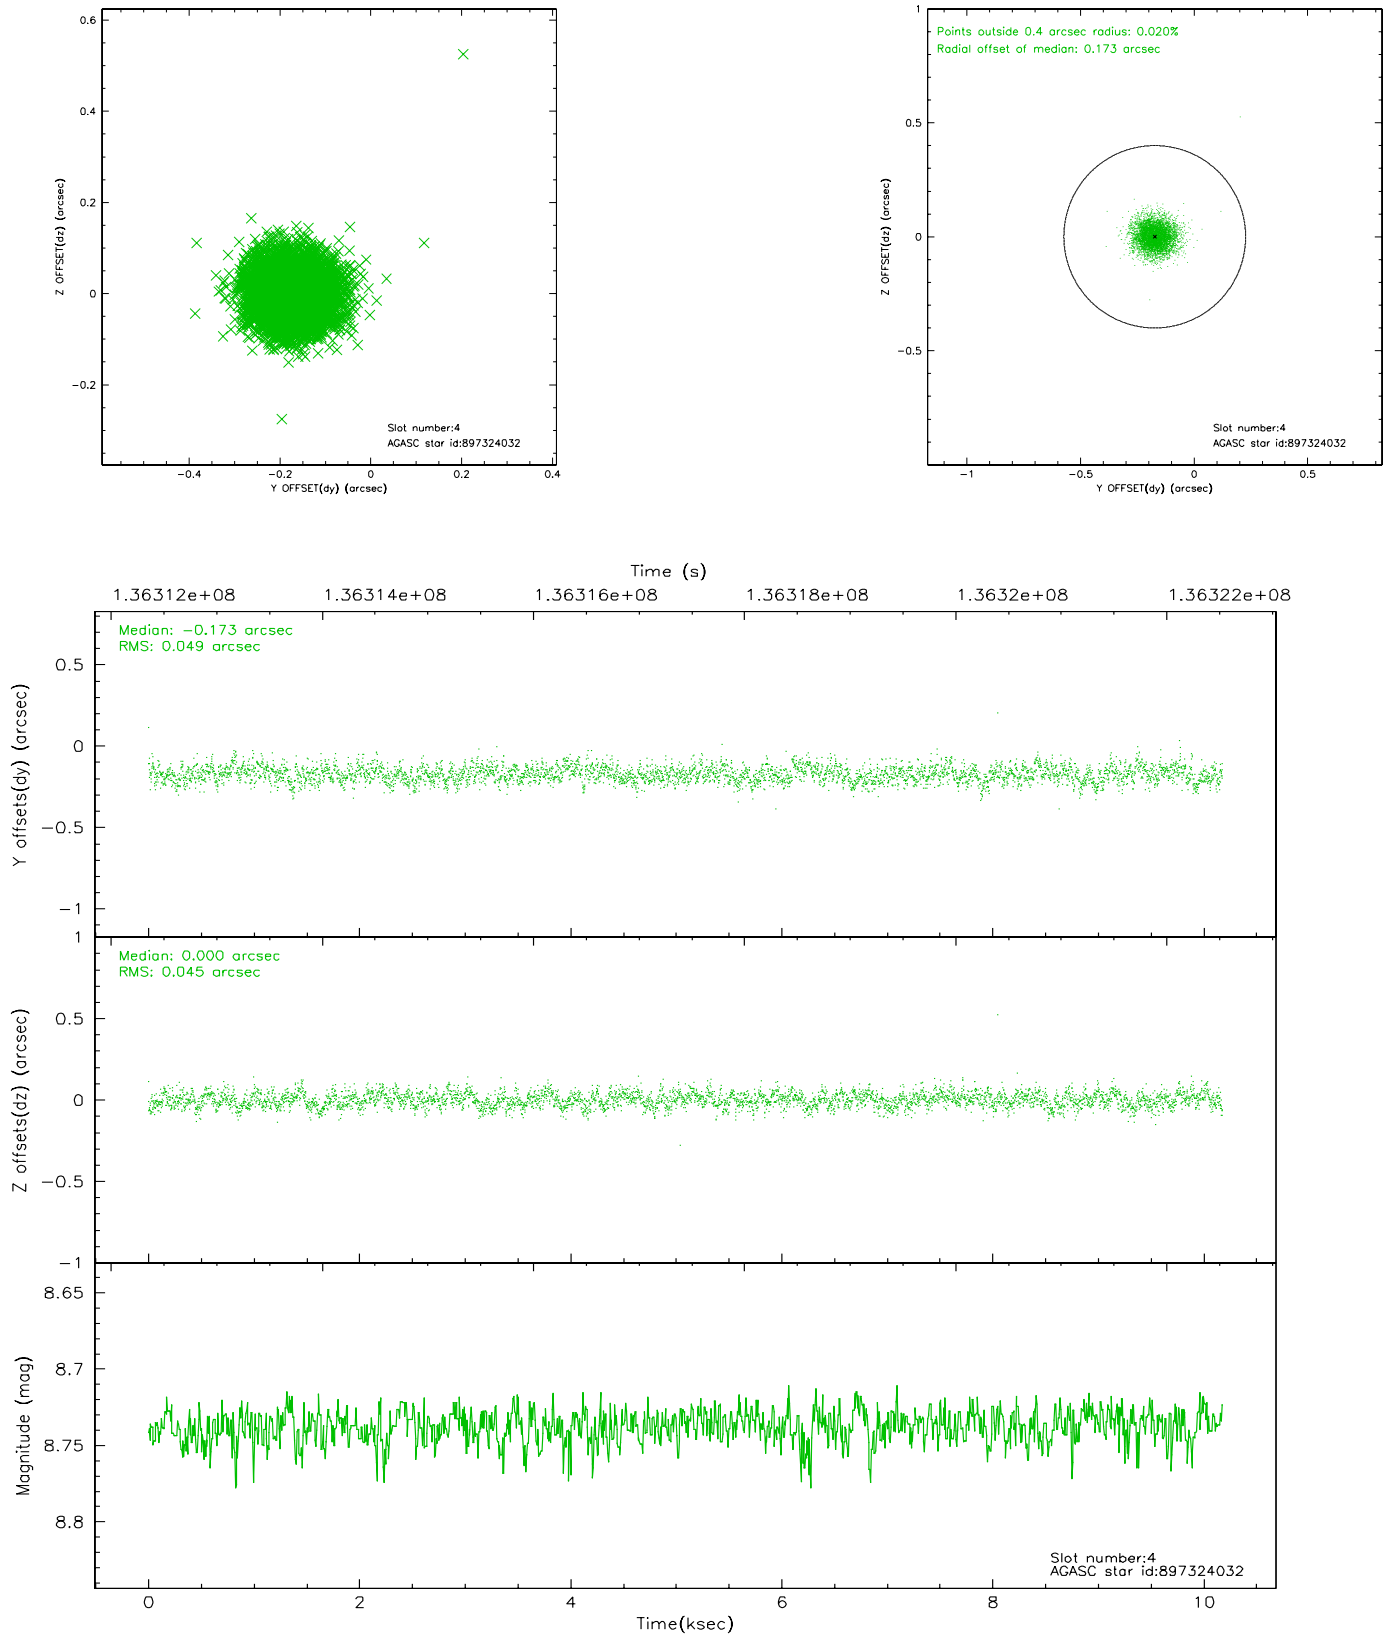 0.6
0.4
0.2
0
−0.2
Z OFFSET(dz) (arcsec)
Slot number:4
AGASC star id:897324032
−0.4 −0.2 0 0.2 0.4
Y OFFSET(dy) (arcsec)
1
0.5
0
−0.5
Z OFFSET(dz) (arcsec)
Points outside 0.4 arcsec radius: 0.020%
Radial offset of median: 0.173 arcsec
Slot number:4
AGASC star id:897324032
−1 −0.5 0 0.5
Y OFFSET(dy) (arcsec)
Time (s)
1.36312e+08 1.36314e+08 1.36316e+08 1.36318e+08 1.3632e+08 1.36322e+08
Median: −0.173 arcsec
RMS: 0.049 arcsec
0.5
0
−0.5
−1
Y offsets(dy) (arcsec)
1
Median: 0.000 arcsec
RMS: 0.045 arcsec
0.5
0
−0.5
−1
Z offsets(dz) (arcsec)
8.65
8.7
8.75
8.8
Magnitude (mag)
Slot number:4
AGASC star id:897324032
0 2 4 6 8 10
Time(ksec)